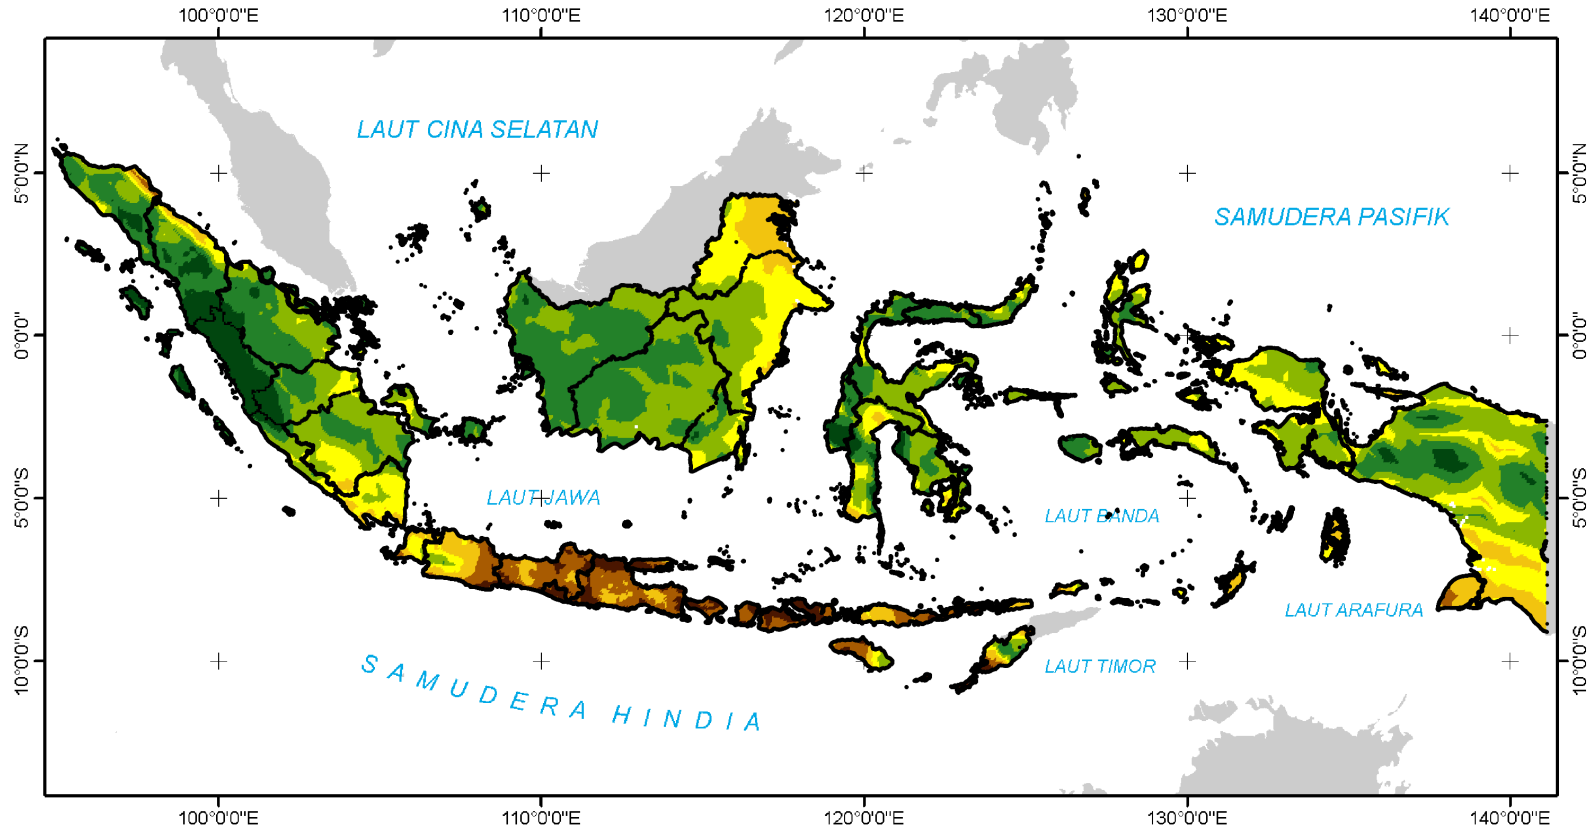 100°0'0"E 110°0'0"E 120°0'0"E 130°0'0"E 140°0'0"E
LAUT CINA SELATAN
5°0'0"N 5°0'0"N
SAMUDERA PASIFIK
0°0'0" 0°0'0"
5°0'0"S 5°0'0"S
LAUT JAWA
LAUT BANDA
LAUT ARAFURA
10°0'0"S 10°0'0"S
LAUT TIMOR
SAMUDERA HINDIA
100°0'0"E 110°0'0"E 120°0'0"E 130°0'0"E 140°0'0"E